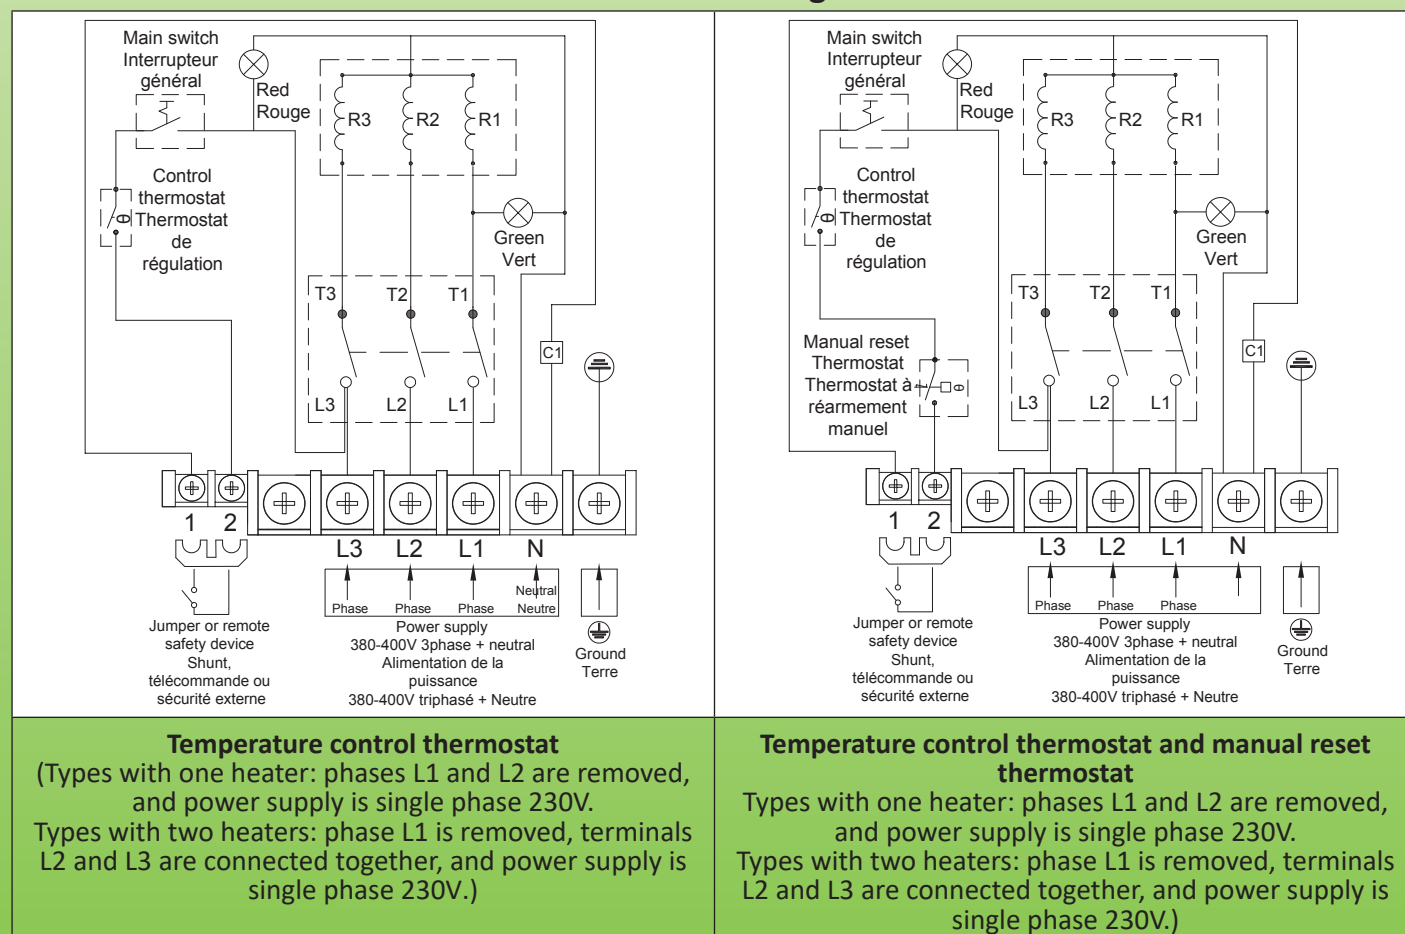 Main switch
Interrupteur
général
Red
Rouge
R3
R2
R1
Control
thermostat
Thermostat
de
régulation
θ
Green
Vert
T3
T2
T1
C1
L3
L2
L1
1
2
L3
L2
L1
N
Phase
Phase
Phase
Neutral
Neutre
Jumper or remote
safety device
Shunt,
télécommande ou
sécurité externe
Power supply
380-400V 3phase + neutral
Alimentation de la
puissance
380-400V triphasé + Neutre
Ground
Terre
Temperature control thermostat
(Types with one heater: phases L1 and L2 are removed,
and power supply is single phase 230V.
Types with two heaters: phase L1 is removed, terminals
L2 and L3 are connected together, and power supply is
single phase 230V.)
Main switch
Interrupteur
général
Red
Rouge
R3
R2
R1
Control
thermostat
Thermostat
de
régulation
θ
Green
Vert
T3
T2
T1
C1
Manual reset
Thermostat
Thermostat à
réarmement
manuel
θ
L3
L2
L1
1
2
L3
L2
L1
N
Phase
Phase
Phase
Jumper or remote
safety device
Shunt,
télécommande ou
sécurité externe
Power supply
380-400V 3phase + neutral
Alimentation de la
puissance
380-400V triphasé + Neutre
Ground
Terre
Temperature control thermostat and manual reset
thermostat
Types with one heater: phases L1 and L2 are removed,
and power supply is single phase 230V.
Types with two heaters: phase L1 is removed, terminals
L2 and L3 are connected together, and power supply is
single phase 230V.)